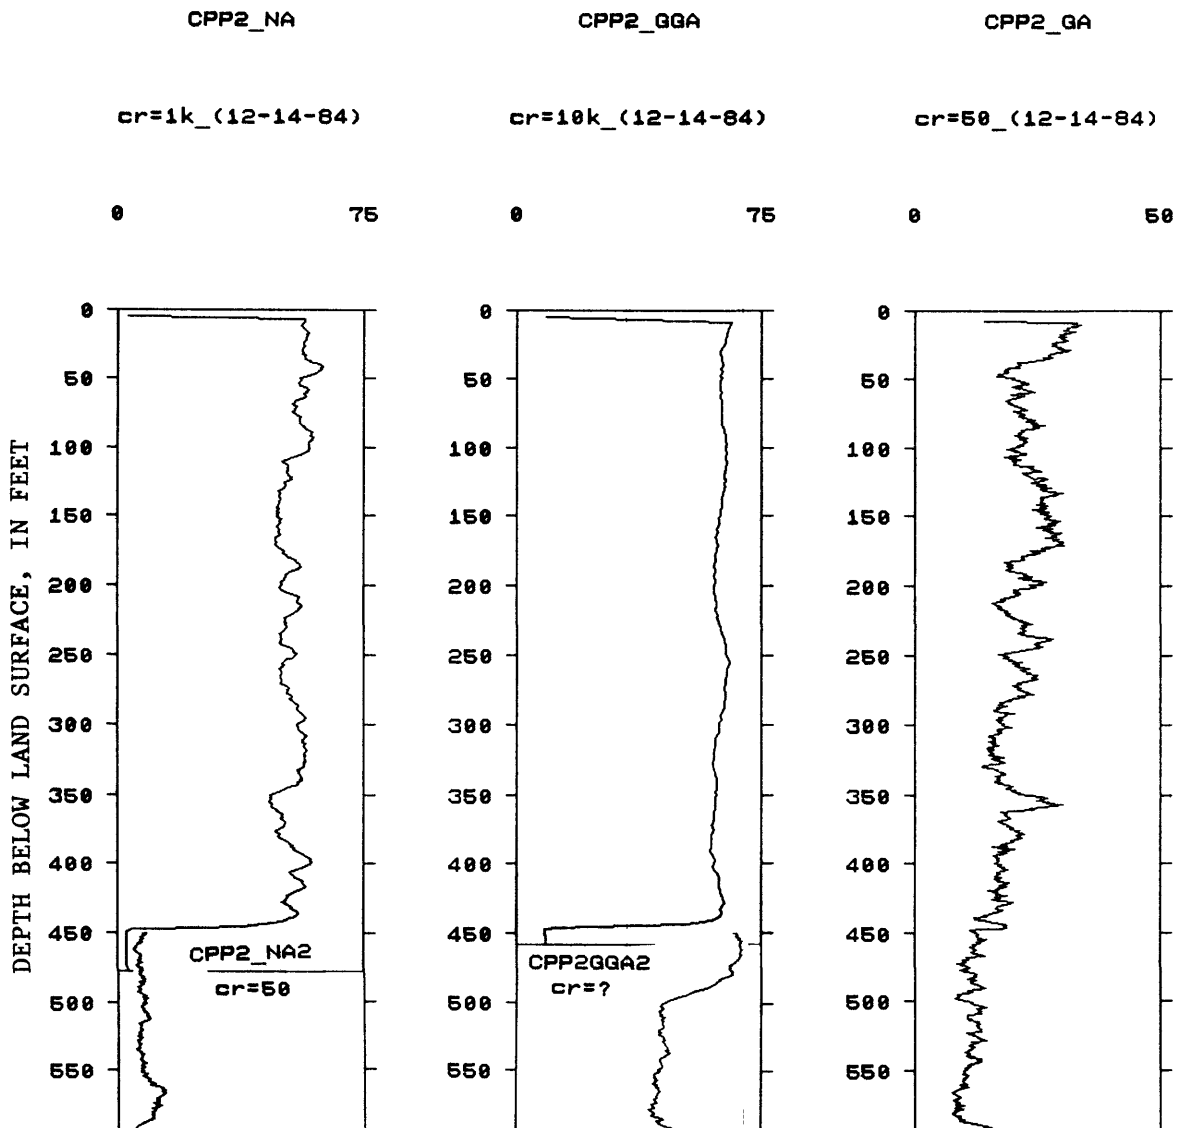 CPP2_NA CPP2_GGA CPP2_GA
cr=1k_(12-14-84) cr=10k_(12-14-84) cr=50_(12-14-84)
0 75 0 75 0 50
DEPTH BELOW LAND SURFACE, IN FEET
0 0 0
50 50 50
100 100 100
150 150 150
200 200 200
250 250 250
300 300 300
350 350 350
400 400 400
450 450 450
CPP2_NA2 CPP2GGA2
cr=50 cr=?
500 500 500
550 550 550